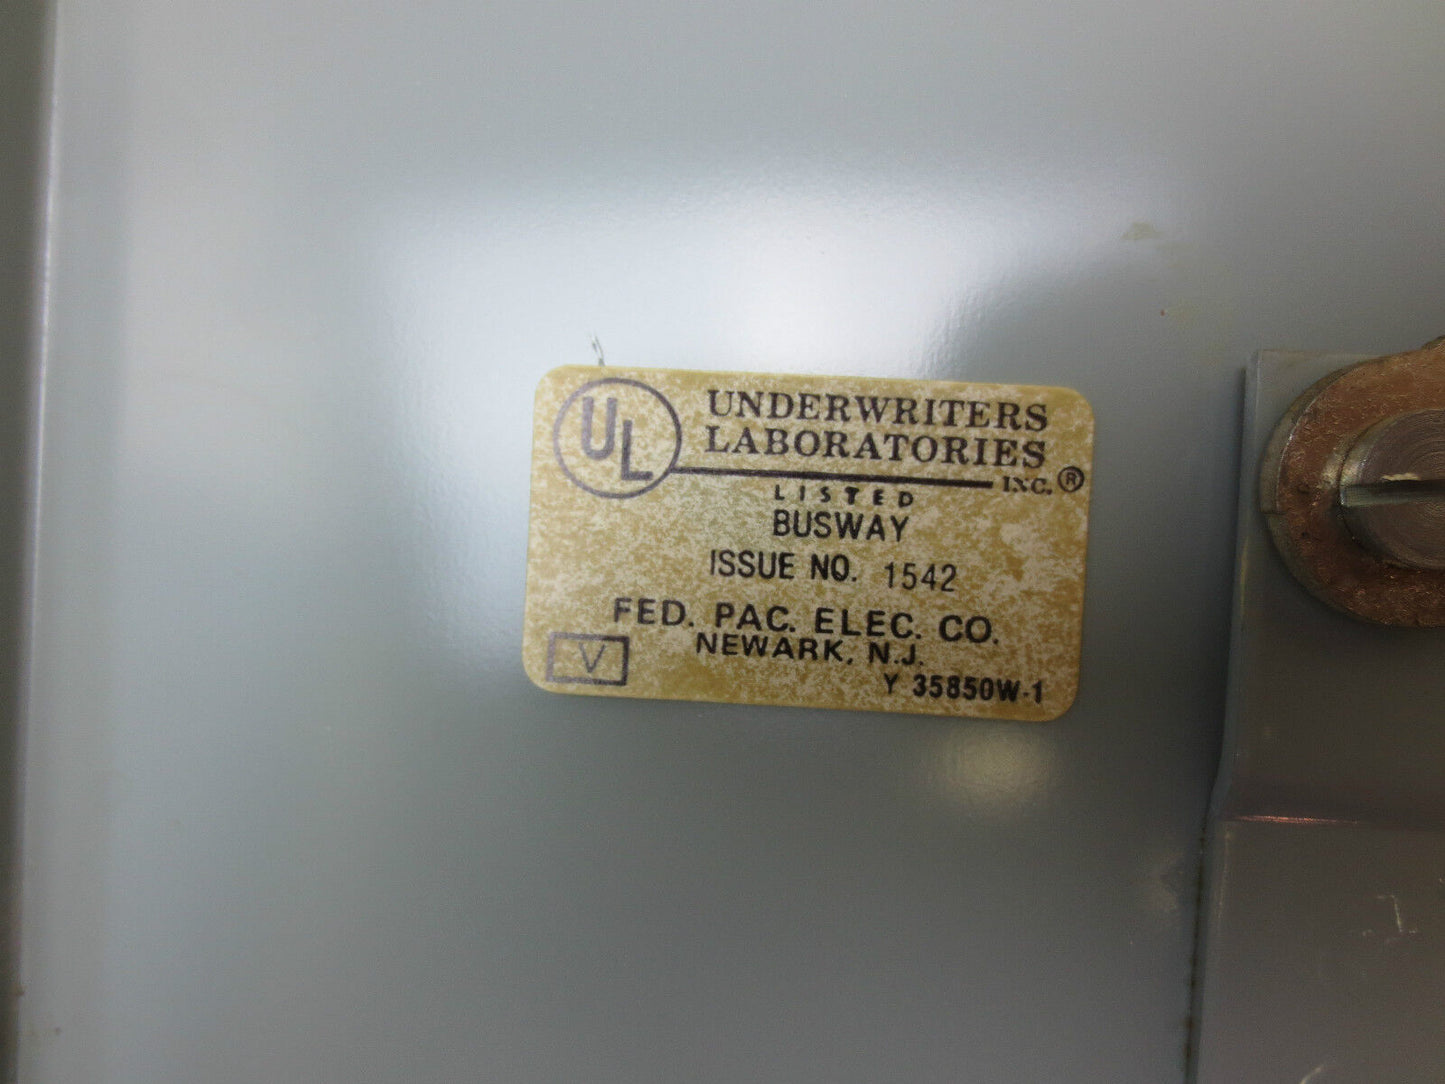 UL
UNDERWRITERS
LABORATORIES
INC.®
LISTED
BUSWAY
ISSUE NO. 1542
FED. PAC. ELEC. CO.
NEWARK, N.J.
V
Y 35850W-1